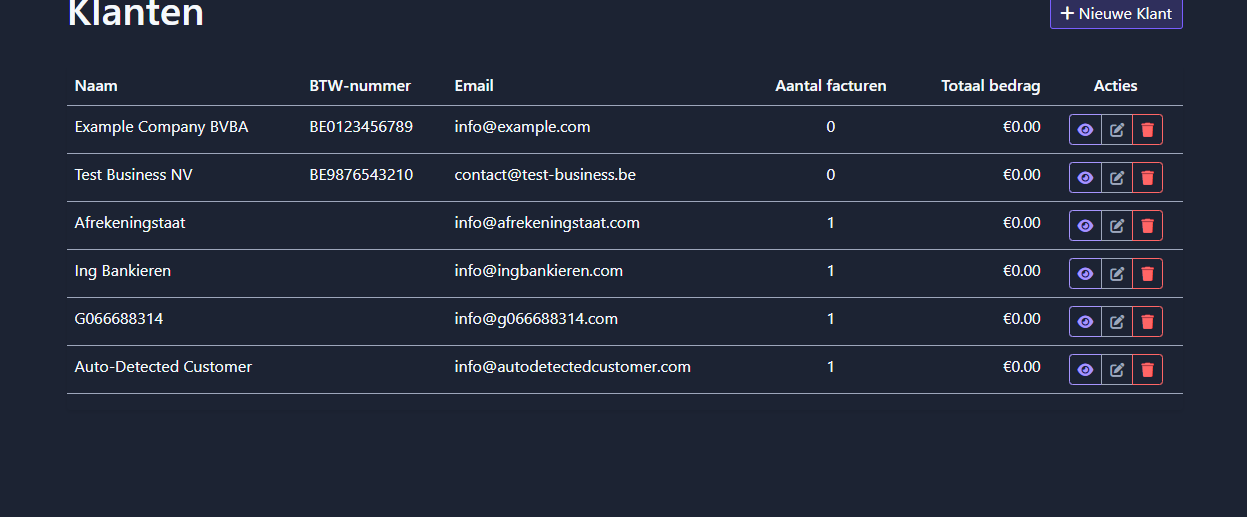 Klanten
Nieuwe Klant
Naam BTW-nummer Email Aantal facturen Totaal bedrag Acties
Example Company BVBA BE0123456789 info@example.com 0 €0.00
Test Business NV BE9876543210 contact@test-business.be 0 €0.00
Afrekeningstaat info@afrekeningstaat.com 1 €0.00
Ing Bankieren info@ingbankieren.com 1 €0.00
G066688314 info@g066688314.com 1 €0.00
Auto-Detected Customer info@autodetectedcustomer.com 1 €0.00